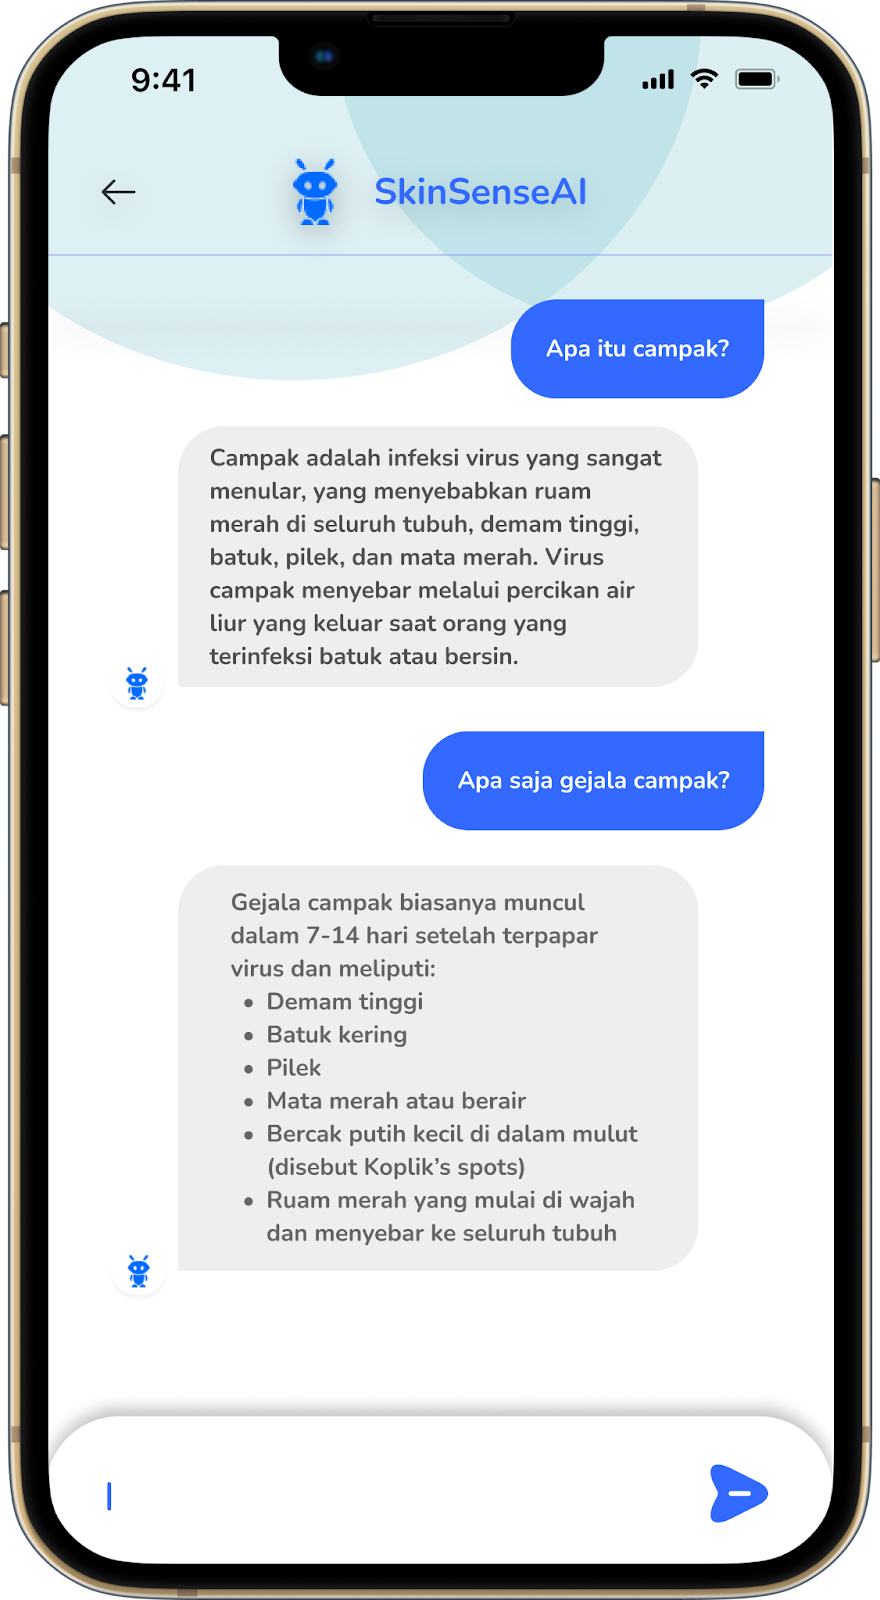 9:41
SkinSenseAI
Apa itu campak?
Campak adalah infeksi virus yang sangat
menular, yang menyebabkan ruam
merah di seluruh tubuh, demam tinggi,
batuk, pilek, dan mata merah. Virus
campak menyebar melalui percikan air
liur yang keluar saat orang yang
terinfeksi batuk atau bersin.
Apa saja gejala campak?
Gejala campak biasanya muncul
dalam 7-14 hari setelah terpapar
virus dan meliputi:
• Demam tinggi
• Batuk kering
• Pilek
• Mata merah atau berair
• Bercak putih kecil di dalam mulut
(disebut Koplik’s spots)
• Ruam merah yang mulai di wajah
dan menyebar ke seluruh tubuh